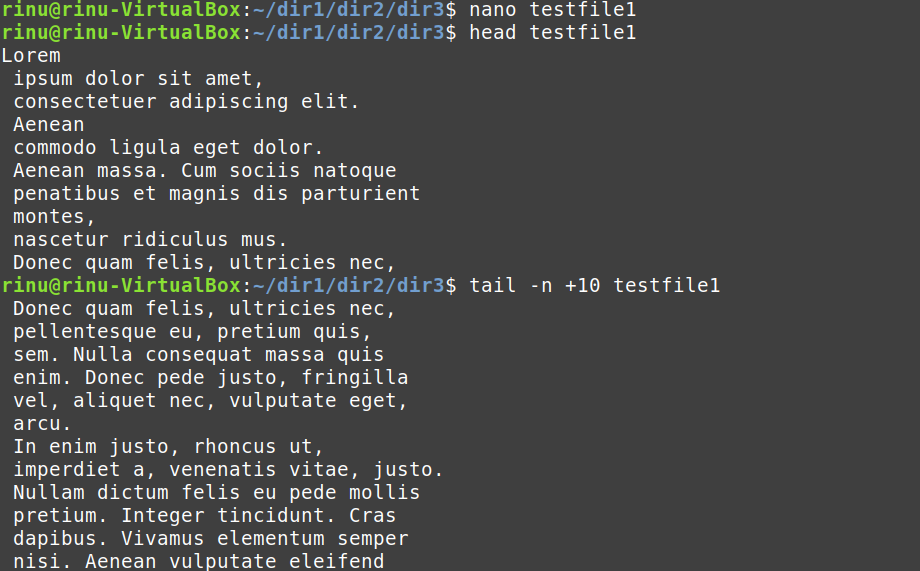 rinu@rinu-VirtualBox:~/dir1/dir2/dir3$ nano testfile1
rinu@rinu-VirtualBox:~/dir1/dir2/dir3$ head testfile1
Lorem
 ipsum dolor sit amet,
 consectetuer adipiscing elit.
 Aenean
 commodo ligula eget dolor.
 Aenean massa. Cum sociis natoque
 penatibus et magnis dis parturient
 montes,
 nascetur ridiculus mus.
 Donec quam felis, ultricies nec,
rinu@rinu-VirtualBox:~/dir1/dir2/dir3$ tail -n +10 testfile1
 Donec quam felis, ultricies nec,
 pellentesque eu, pretium quis,
 sem. Nulla consequat massa quis
 enim. Donec pede justo, fringilla
 vel, aliquet nec, vulputate eget,
 arcu.
 In enim justo, rhoncus ut,
 imperdiet a, venenatis vitae, justo.
 Nullam dictum felis eu pede mollis
 pretium. Integer tincidunt. Cras
 dapibus. Vivamus elementum semper
 nisi. Aenean vulputate eleifend